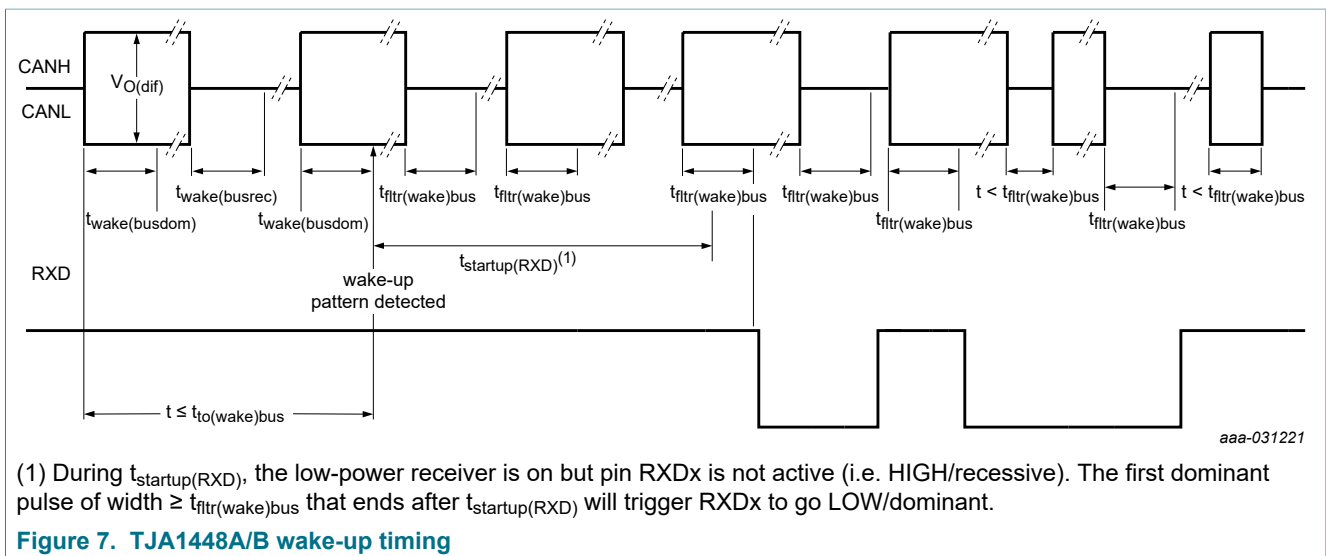 CANH
CANL
VO(dif)
twake(busdom)
twake(busrec)
twake(busdom)
tfltr(wake)bus
tfltr(wake)bus
tfltr(wake)bus
tfltr(wake)bus
tfltr(wake)bus
t < tfltr(wake)bus
tfltr(wake)bus
t < tfltr(wake)bus
tstartup(RXD)(1)
RXD
wake-up
pattern detected
t ≤ tto(wake)bus
aaa-031221
(1) During tstartup(RXD), the low-power receiver is on but pin RXDx is not active (i.e. HIGH/recessive). The first dominant
pulse of width ≥ tfltr(wake)bus that ends after tstartup(RXD) will trigger RXDx to go LOW/dominant.
Figure 7. TJA1448A/B wake-up timing